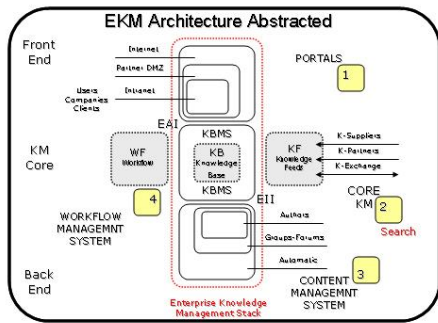 EKM Architecture Abstracted
Front
End
Internet
Partner DMZ
Intranet
Users
Companies
Clients
PORTALS
1
EAI
KM
Core
WF
Workflow
KBMS
KB
Knowledge
Base
KBMS
KF
Knowledge
Feeds
K-Suppliers
K-Partners
K-Exchange
4
EII
CORE
KM
2
Search
WORKFLOW
MANAGEMNT
SYSTEM
Authors
Groups-Forums
Automatic
3
Back
End
CONTENT
MANAGEMNT
SYSTEM
Enterprise Knowledge
Management Stack